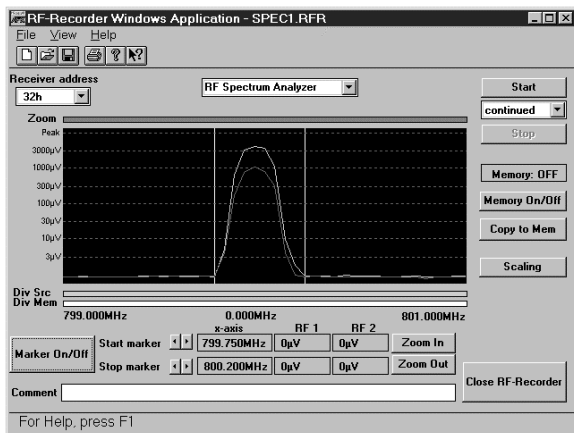 RF-Recorder Windows Application - SPEC1.RFR
File View Help
Receiver address
32h
RF Spectrum Analyzer
Start
continued
Stop
Zoom
Peak
3000µV
1000µV
300µV
100µV
30µV
10µV
3µV
Memory: OFF
Memory On/Off
Copy to Mem
Scaling
Div Src
Div Mem
799.000MHz 0.000MHz 801.000MHz
x-axis RF 1 RF 2
Marker On/Off
Start marker 799.750MHz 0µV 0µV Zoom In
Stop marker 800.200MHz 0µV 0µV Zoom Out
Close RF-Recorder
Comment
For Help, press F1